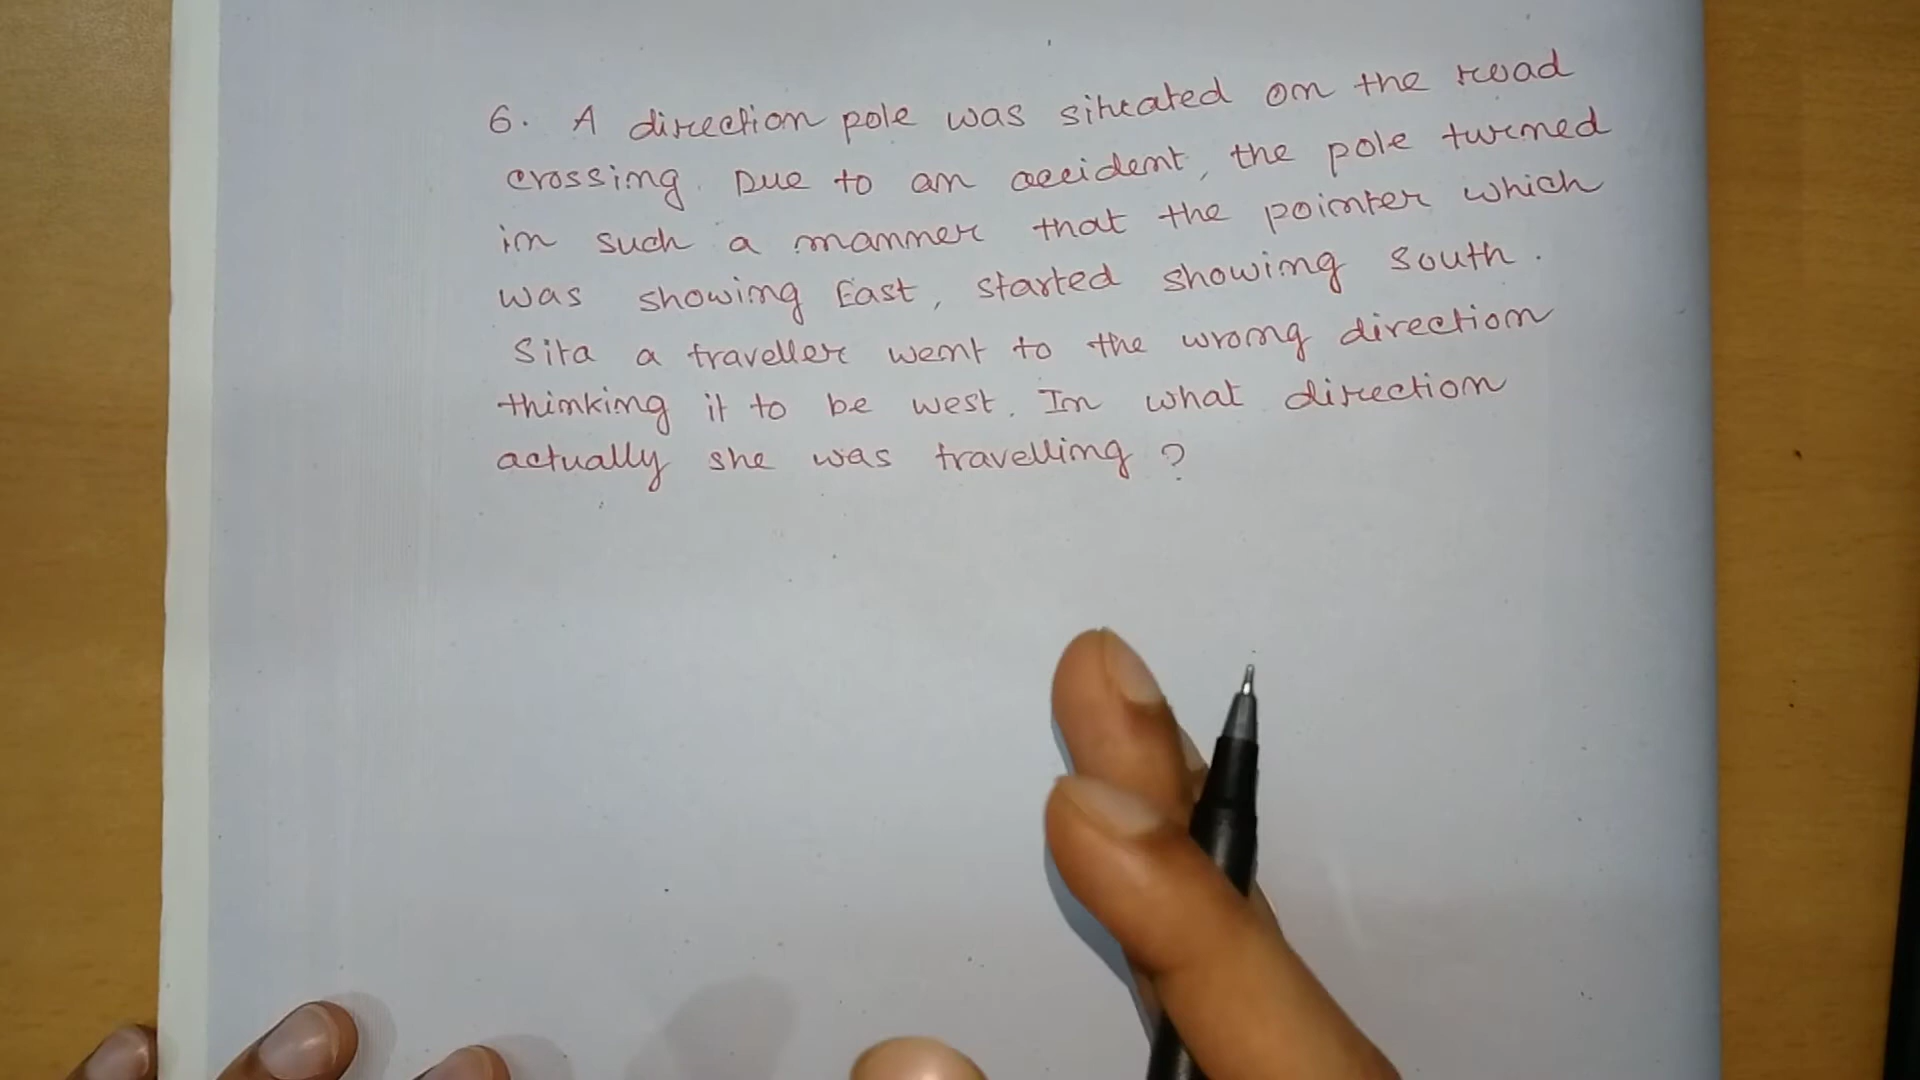 6. A direction pole was situated on the road
crossing. Due to an accident, the pole turned
in such a manner that the pointer which
was showing East, started showing south.
Sita a traveller went to the wrong direction
thinking it to be west. In what direction
actually she was travelling ?